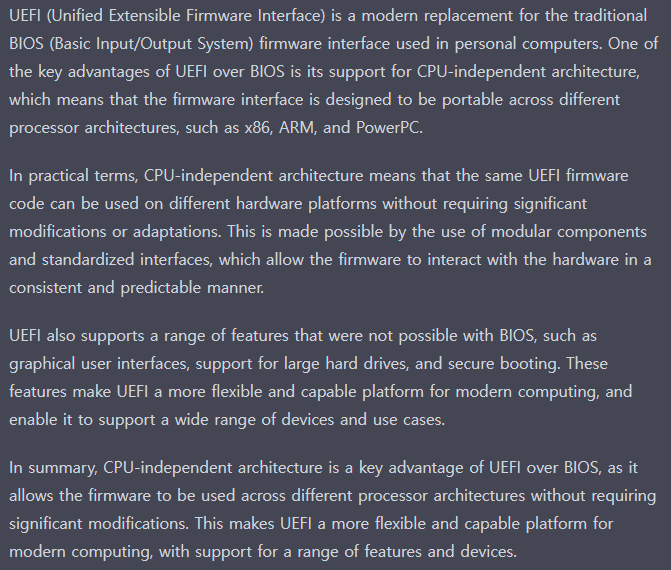 UEFI (Unified Extensible Firmware Interface) is a modern replacement for the traditional
BIOS (Basic Input/Output System) firmware interface used in personal computers. One of
the key advantages of UEFI over BIOS is its support for CPU-independent architecture,
which means that the firmware interface is designed to be portable across different
processor architectures, such as x86, ARM, and PowerPC.
In practical terms, CPU-independent architecture means that the same UEFI firmware
code can be used on different hardware platforms without requiring significant
modifications or adaptations. This is made possible by the use of modular components
and standardized interfaces, which allow the firmware to interact with the hardware in a
consistent and predictable manner.
UEFI also supports a range of features that were not possible with BIOS, such as
graphical user interfaces, support for large hard drives, and secure booting. These
features make UEFI a more flexible and capable platform for modern computing, and
enable it to support a wide range of devices and use cases.
In summary, CPU-independent architecture is a key advantage of UEFI over BIOS, as it
allows the firmware to be used across different processor architectures without requiring
significant modifications. This makes UEFI a more flexible and capable platform for
modern computing, with support for a range of features and devices.